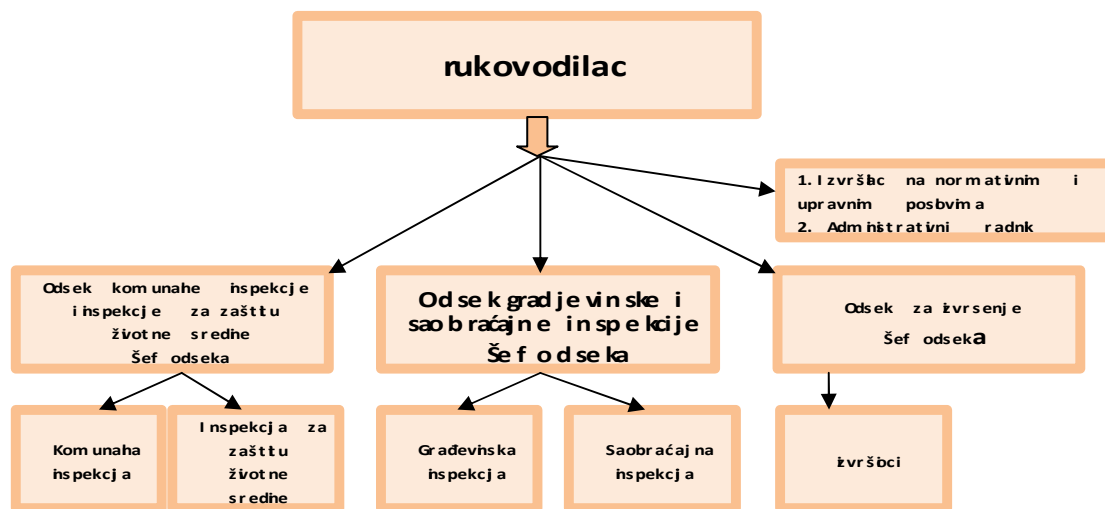 rukovodilac
1. Izvršilac na normativnim i
upravnim poslovima
2. Administrativni radnik
Odsek komunalne inspekcije
i inspekcije za zaštitu
životne sredine
Šef odseka
Odsek gradjevinske i
saobraćajne inspekcije
Šef odseka
Odsek za izvrsenje
Šef odseka
Komunalna
inspekcija
Inspekcija za
zaštitu
životne
sredine
Građevinska
inspekcija
Saobraćajna
inspekcija
izvršioci